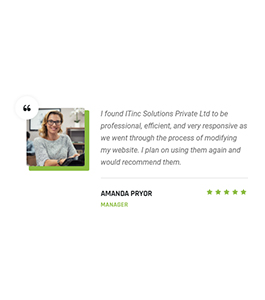 ❝
I found ITinc Solutions Private Ltd to be
professional, efficient, and very responsive as
we went through the process of modifying
my website. I plan on using them again and
would recommend them.
AMANDA PRYOR
MANAGER